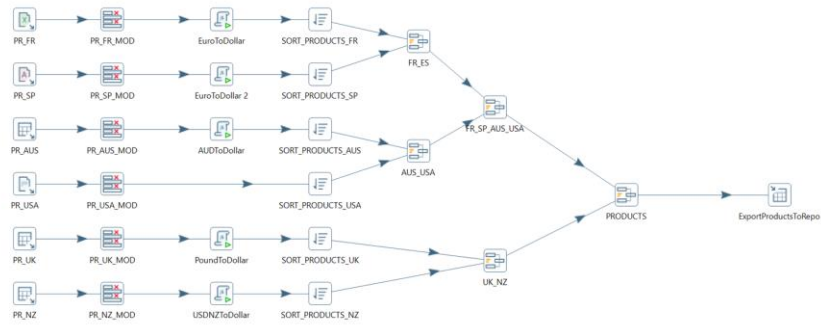 PR_FR PR_FR_MOD EuroToDollar SORT_PRODUCTS_FR
FR_ES
PR_SP PR_SP_MOD EuroToDollar 2 SORT_PRODUCTS_SP
FR_SP_AUS_USA
PR_AUS PR_AUS_MOD AUDToDollar SORT_PRODUCTS_AUS
AUS_USA
PR_USA PR_USA_MOD SORT_PRODUCTS_USA
PRODUCTS ExportProductsToRepo
PR_UK PR_UK_MOD PoundToDollar SORT_PRODUCTS_UK
UK_NZ
PR_NZ PR_NZ_MOD USDNZToDollar SORT_PRODUCTS_NZ